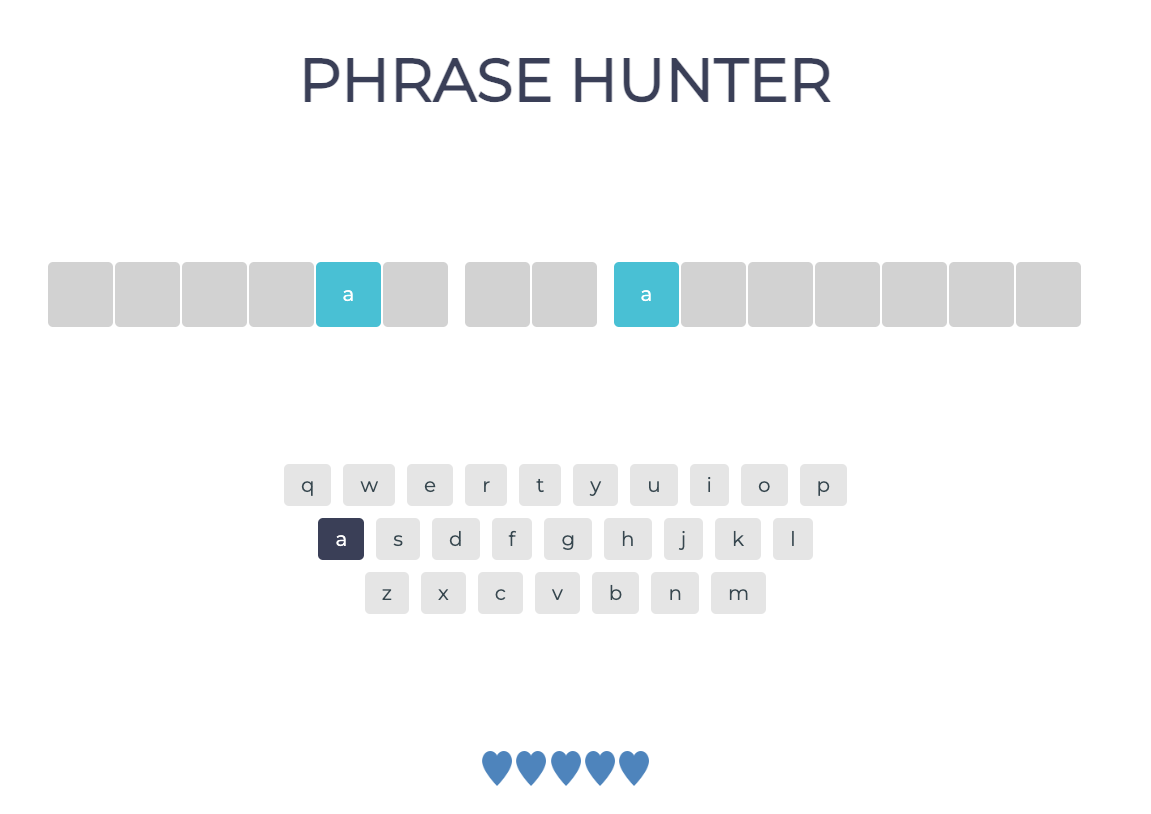 PHRASE HUNTER
a a
q w e r t y u i o p
a s d f g h j k l
z x c v b n m